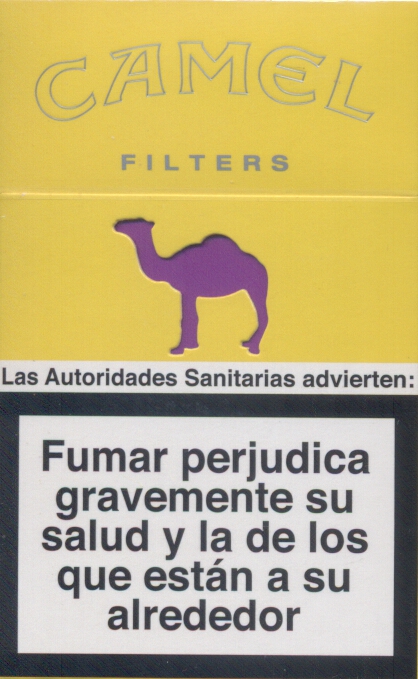 CAMEL
FILTERS
Las Autoridades Sanitarias advierten:
Fumar perjudica
gravemente su
salud y la de los
que están a su
alrededor